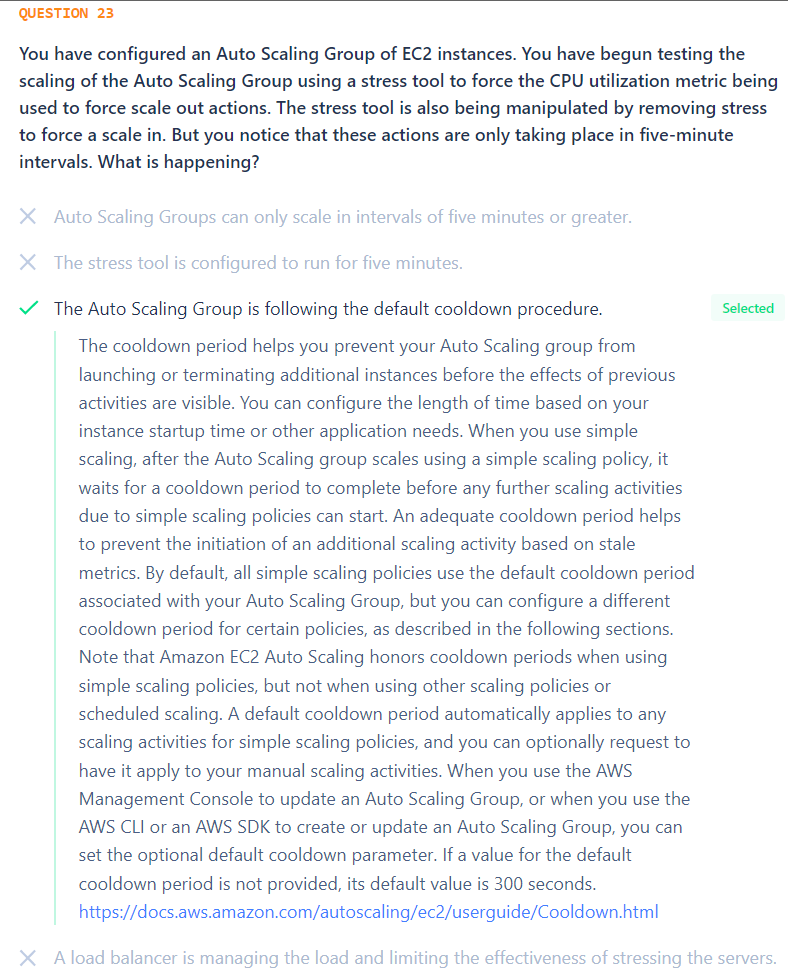 QUESTION 23
You have configured an Auto Scaling Group of EC2 instances. You have begun testing the
scaling of the Auto Scaling Group using a stress tool to force the CPU utilization metric being
used to force scale out actions. The stress tool is also being manipulated by removing stress
to force a scale in. But you notice that these actions are only taking place in five-minute
intervals. What is happening?
Auto Scaling Groups can only scale in intervals of five minutes or greater.
The stress tool is configured to run for five minutes.
The Auto Scaling Group is following the default cooldown procedure. Selected
The cooldown period helps you prevent your Auto Scaling group from
launching or terminating additional instances before the effects of previous
activities are visible. You can configure the length of time based on your
instance startup time or other application needs. When you use simple
scaling, after the Auto Scaling group scales using a simple scaling policy, it
waits for a cooldown period to complete before any further scaling activities
due to simple scaling policies can start. An adequate cooldown period helps
to prevent the initiation of an additional scaling activity based on stale
metrics. By default, all simple scaling policies use the default cooldown period
associated with your Auto Scaling Group, but you can configure a different
cooldown period for certain policies, as described in the following sections.
Note that Amazon EC2 Auto Scaling honors cooldown periods when using
simple scaling policies, but not when using other scaling policies or
scheduled scaling. A default cooldown period automatically applies to any
scaling activities for simple scaling policies, and you can optionally request to
have it apply to your manual scaling activities. When you use the AWS
Management Console to update an Auto Scaling Group, or when you use the
AWS CLI or an AWS SDK to create or update an Auto Scaling Group, you can
set the optional default cooldown parameter. If a value for the default
cooldown period is not provided, its default value is 300 seconds.
https://docs.aws.amazon.com/autoscaling/ec2/userguide/Cooldown.html
A load balancer is managing the load and limiting the effectiveness of stressing the servers.